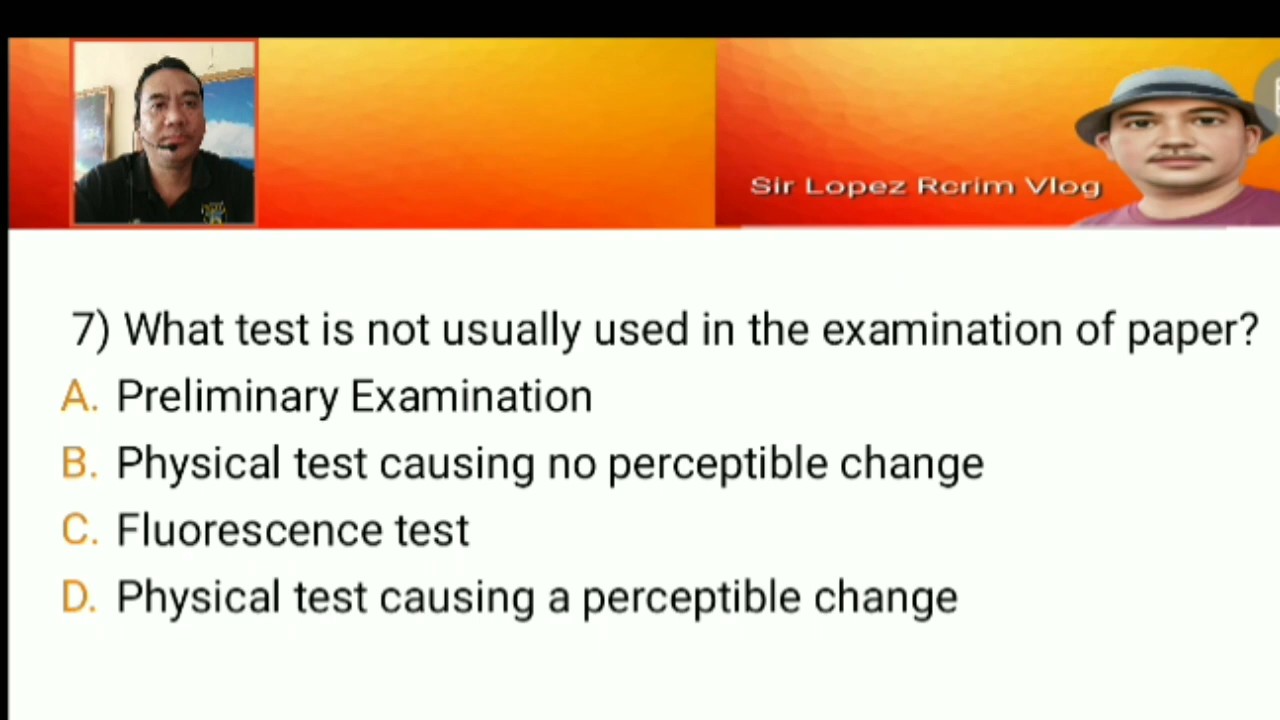 Sir Lopez Rcrim Vlog
7) What test is not usually used in the examination of paper?
A. Preliminary Examination
B. Physical test causing no perceptible change
C. Fluorescence test
D. Physical test causing a perceptible change